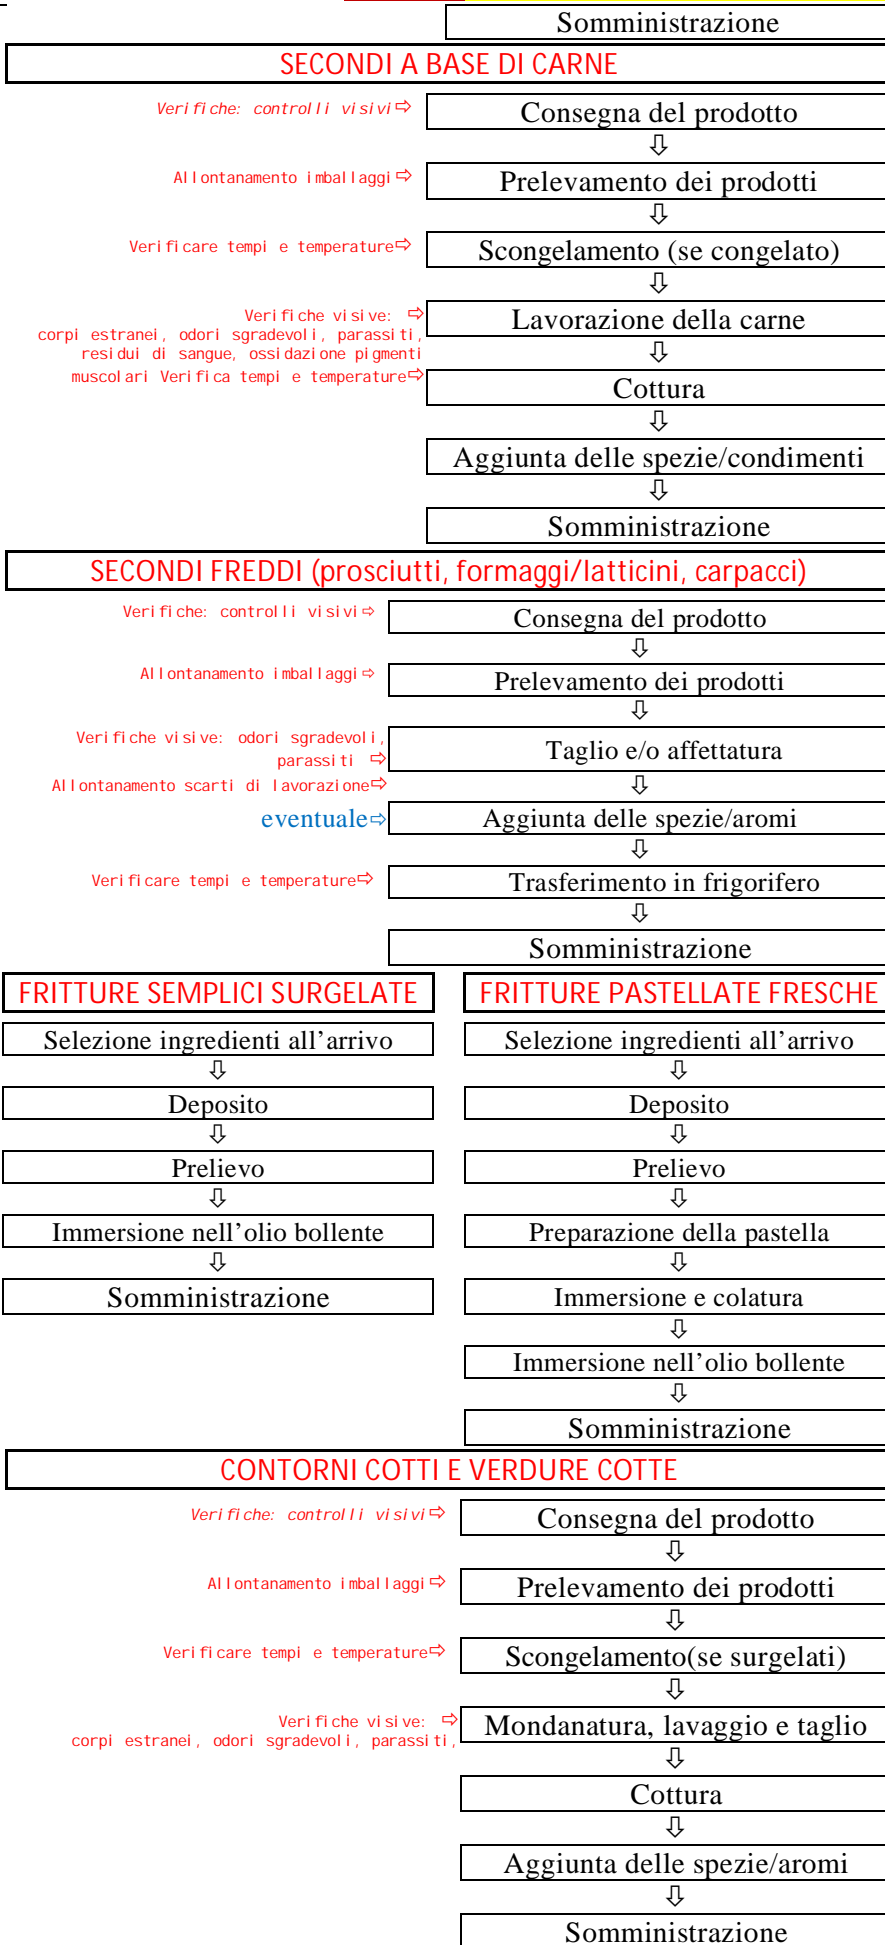 Somministrazione
SECONDI A BASE DI CARNE
Verifiche: controlli visivi⇨
Consegna del prodotto
⇩
Allontanamento imballaggi⇨
Prelevamento dei prodotti
⇩
Verificare tempi e temperature⇨
Scongelamento (se congelato)
⇩
Verifiche visive: ⇨
corpi estranei, odori sgradevoli, parassiti,
residui di sangue, ossidazione pigmenti
Lavorazione della carne
⇩
muscolari Verifica tempi e temperature⇨
Cottura
⇩
Aggiunta delle spezie/condimenti
⇩
Somministrazione
SECONDI FREDDI (prosciutti, formaggi/latticini, carpacci)
Verifiche: controlli visivi⇨
Consegna del prodotto
⇩
Allontanamento imballaggi⇨
Prelevamento dei prodotti
⇩
Verifiche visive: odori sgradevoli,
parassiti ⇨
Taglio e/o affettatura
Allontanamento scarti di lavorazione⇨
⇩
eventuale⇨
Aggiunta delle spezie/aromi
⇩
Verificare tempi e temperature⇨
Trasferimento in frigorifero
⇩
Somministrazione
FRITTURE SEMPLICI SURGELATE
Selezione ingredienti all’arrivo
⇩
Deposito
⇩
Prelievo
⇩
Immersione nell’olio bollente
⇩
Somministrazione
FRITTURE PASTELLATE FRESCHE
Selezione ingredienti all’arrivo
⇩
Deposito
⇩
Prelievo
⇩
Preparazione della pastella
⇩
Immersione e colatura
⇩
Immersione nell’olio bollente
⇩
Somministrazione
CONTORNI COTTI E VERDURE COTTE
Verifiche: controlli visivi⇨
Consegna del prodotto
⇩
Allontanamento imballaggi⇨
Prelevamento dei prodotti
⇩
Verificare tempi e temperature⇨
Scongelamento(se surgelati)
⇩
Verifiche visive: ⇨
corpi estranei, odori sgradevoli, parassiti,
Mondanatura, lavaggio e taglio
⇩
Cottura
⇩
Aggiunta delle spezie/aromi
⇩
Somministrazione